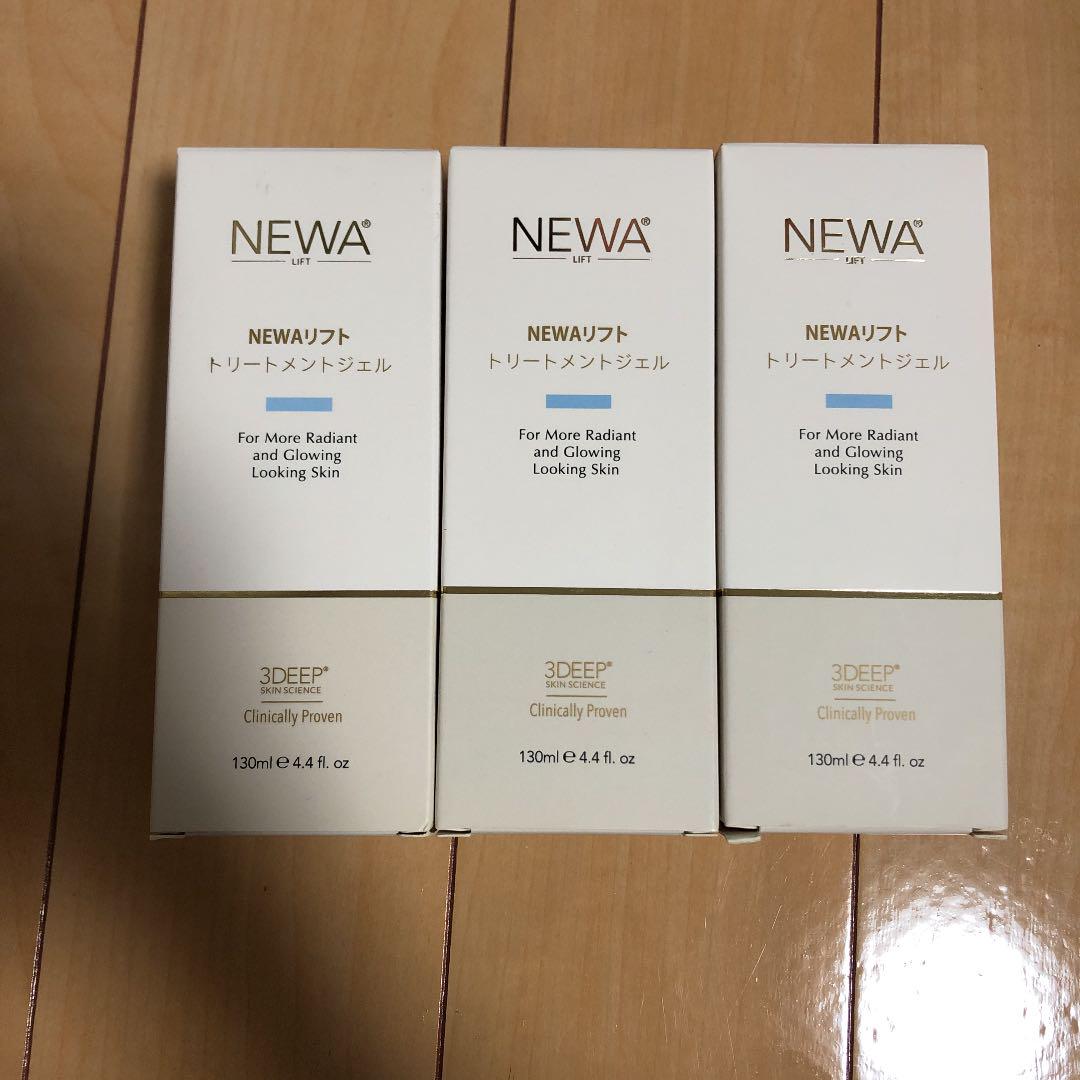 NEWA®
LIFT
NEWAリフト
トリートメントジェル
For More Radiant
and Glowing
Looking Skin
3DEEP®
SKIN SCIENCE
Clinically Proven
130ml ℮ 4.4 fl. oz
NEWA®
LIFT
NEWAリフト
トリートメントジェル
For More Radiant
and Glowing
Looking Skin
3DEEP®
SKIN SCIENCE
Clinically Proven
130ml ℮ 4.4 fl. oz
NEWA®
LIFT
NEWAリフト
トリートメントジェル
For More Radiant
and Glowing
Looking Skin
3DEEP®
SKIN SCIENCE
Clinically Proven
130ml ℮ 4.4 fl. oz